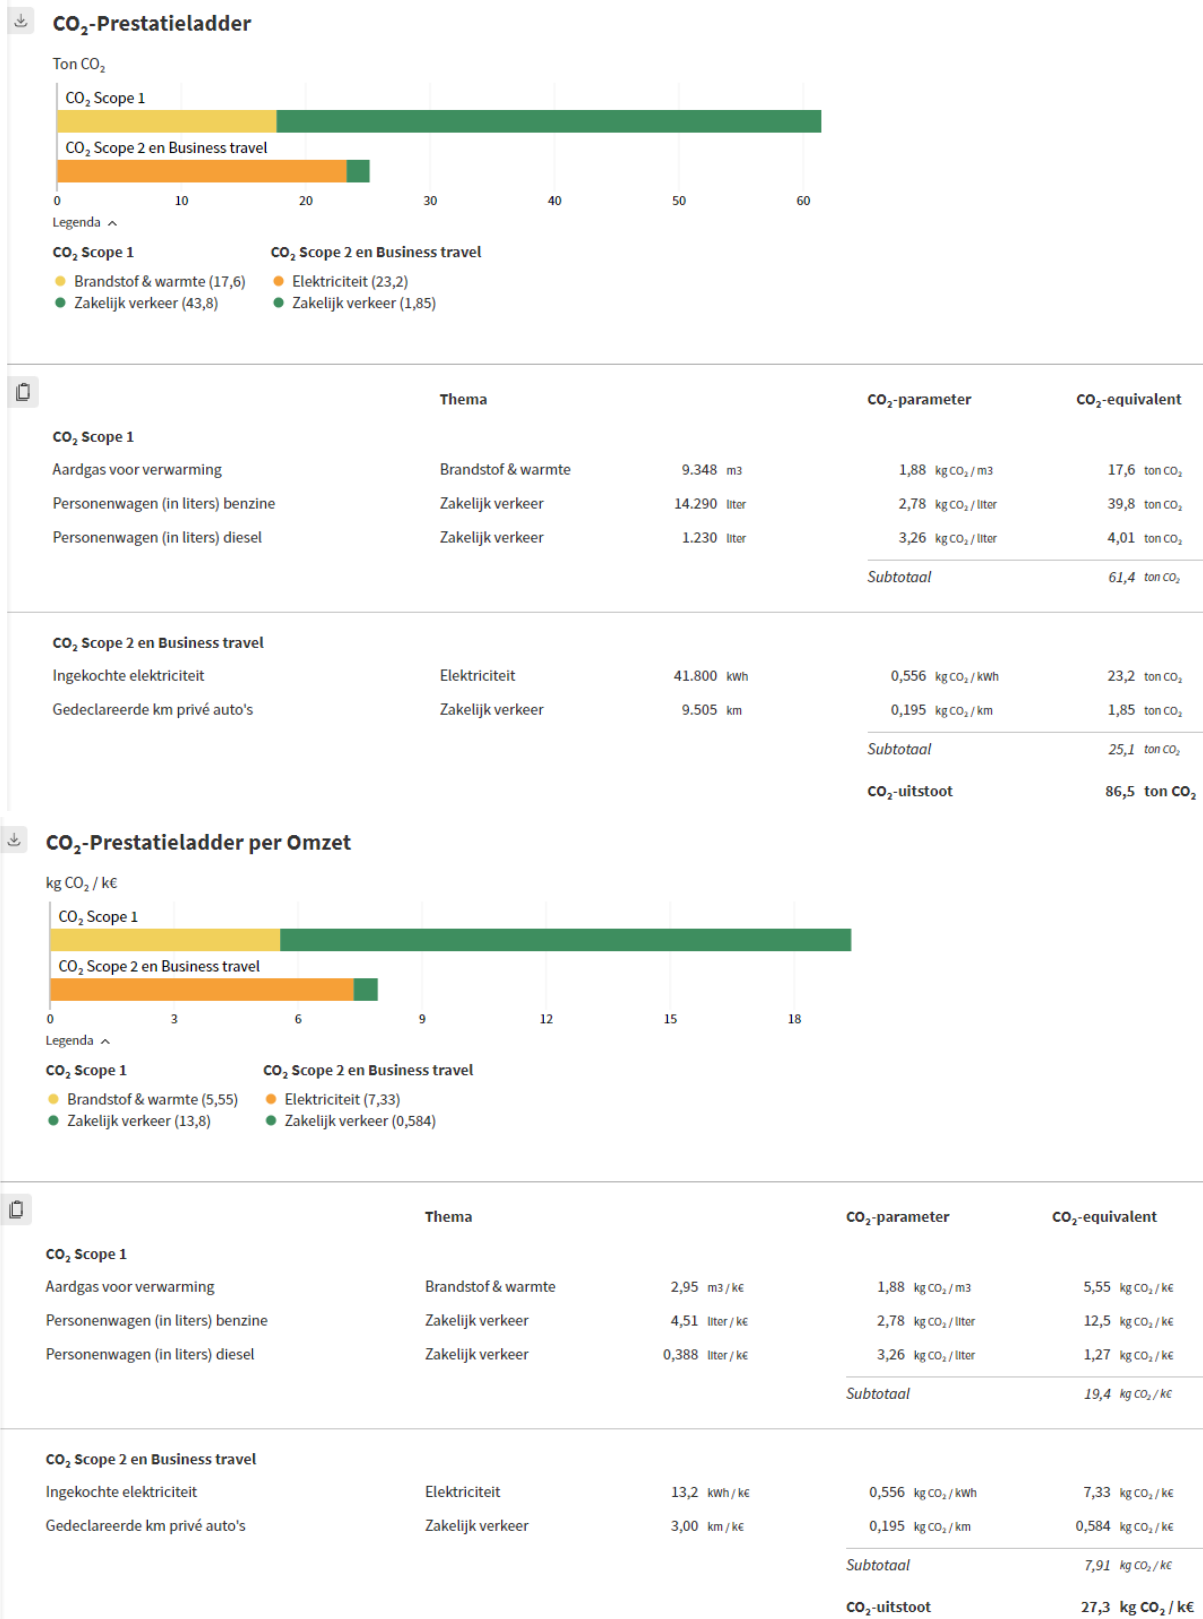 CO₂-Prestatieladder
Ton CO₂
CO₂ Scope 1
CO₂ Scope 2 en Business travel
0 10 20 30 40 50 60
Legenda
CO₂ Scope 1 CO₂ Scope 2 en Business travel
Brandstof & warmte (17,6) Elektriciteit (23,2)
Zakelijk verkeer (43,8) Zakelijk verkeer (1,85)
Thema CO₂-parameter CO₂-equivalent
CO₂ Scope 1
Aardgas voor verwarming Brandstof & warmte 9.348 m3 1,88 kg CO₂ / m3 17,6 ton CO₂
Personenwagen (in liters) benzine Zakelijk verkeer 14.290 liter 2,78 kg CO₂ / liter 39,8 ton CO₂
Personenwagen (in liters) diesel Zakelijk verkeer 1.230 liter 3,26 kg CO₂ / liter 4,01 ton CO₂
Subtotaal 61,4 ton CO₂
CO₂ Scope 2 en Business travel
Ingekochte elektriciteit Elektriciteit 41.800 kWh 0,556 kg CO₂ / kWh 23,2 ton CO₂
Gedeclareerde km privé auto's Zakelijk verkeer 9.505 km 0,195 kg CO₂ / km 1,85 ton CO₂
Subtotaal 25,1 ton CO₂
CO₂-uitstoot 86,5 ton CO₂
CO₂-Prestatieladder per Omzet
kg CO₂ / k€
CO₂ Scope 1
CO₂ Scope 2 en Business travel
0 3 6 9 12 15 18
Legenda
CO₂ Scope 1 CO₂ Scope 2 en Business travel
Brandstof & warmte (5,55) Elektriciteit (7,33)
Zakelijk verkeer (13,8) Zakelijk verkeer (0,584)
Thema CO₂-parameter CO₂-equivalent
CO₂ Scope 1
Aardgas voor verwarming Brandstof & warmte 2,95 m3 / k€ 1,88 kg CO₂ / m3 5,55 kg CO₂ / k€
Personenwagen (in liters) benzine Zakelijk verkeer 4,51 liter / k€ 2,78 kg CO₂ / liter 12,5 kg CO₂ / k€
Personenwagen (in liters) diesel Zakelijk verkeer 0,388 liter / k€ 3,26 kg CO₂ / liter 1,27 kg CO₂ / k€
Subtotaal 19,4 kg CO₂ / k€
CO₂ Scope 2 en Business travel
Ingekochte elektriciteit Elektriciteit 13,2 kWh / k€ 0,556 kg CO₂ / kWh 7,33 kg CO₂ / k€
Gedeclareerde km privé auto's Zakelijk verkeer 3,00 km / k€ 0,195 kg CO₂ / km 0,584 kg CO₂ / k€
Subtotaal 7,91 kg CO₂ / k€
CO₂-uitstoot 27,3 kg CO₂ / k€